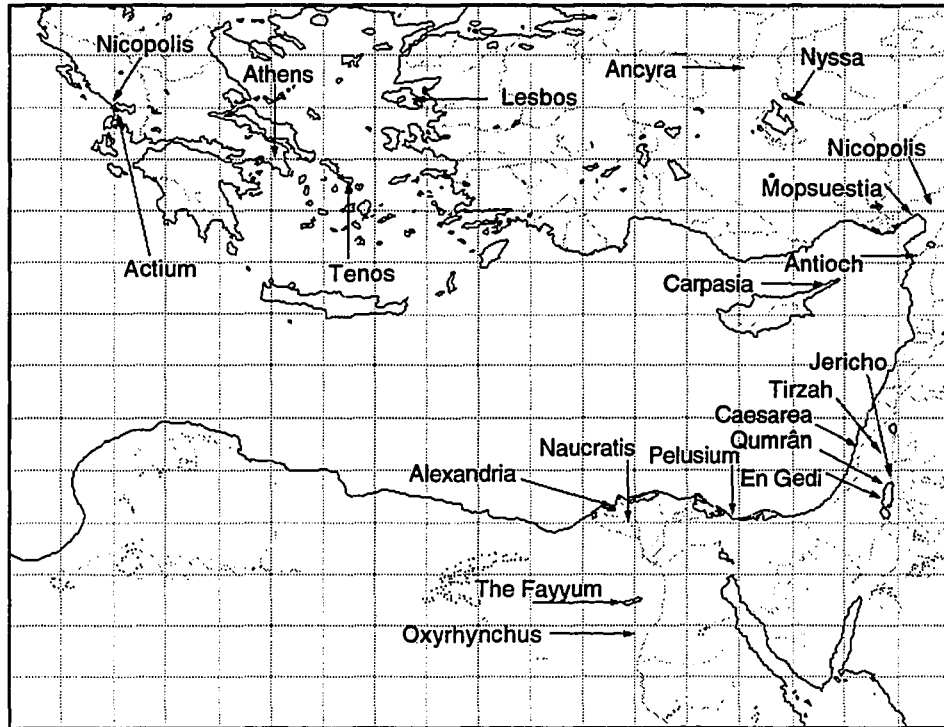 Nicopolis
Athens
Lesbos
Ancyra
Nyssa
Nicopolis
Mopsuestia
Actium
Tenos
Antioch
Carpasia
Jericho
Tirzah
Caesarea
Qumrân
Naucratis
Pelusium
Alexandria
En Gedi
The Fayyum
Oxyrhynchus